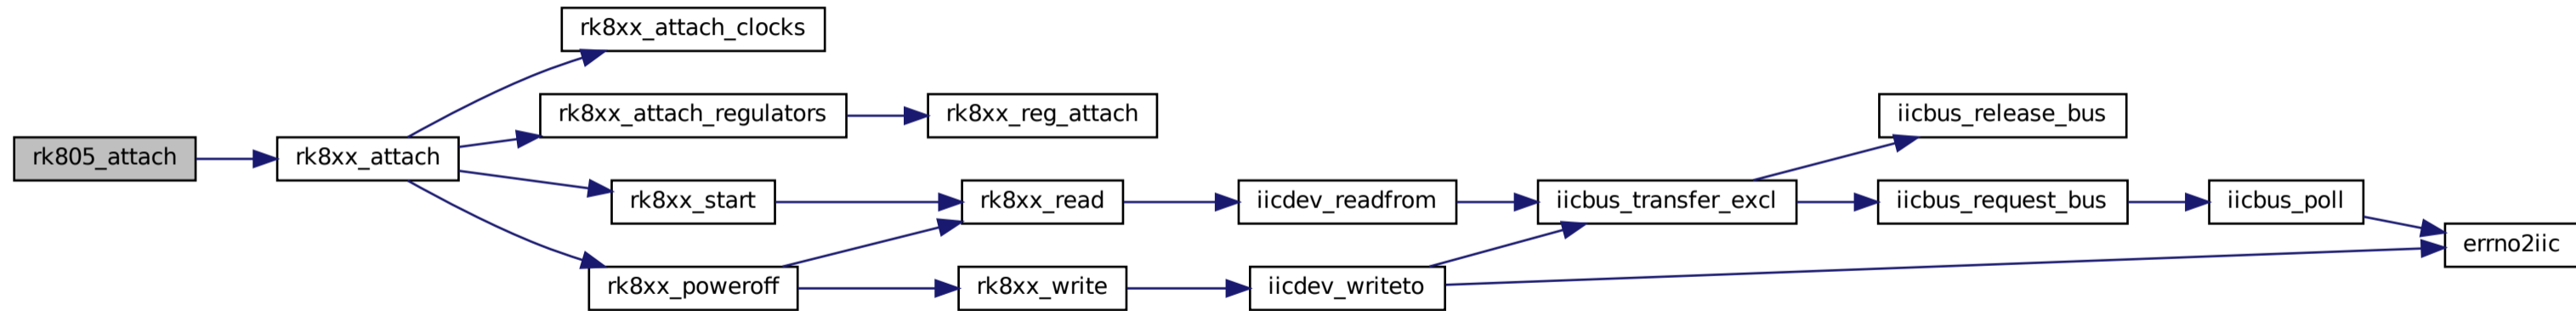 rk805_attach
rk8xx_attach
rk8xx_attach_clocks
rk8xx_attach_regulators
rk8xx_start
rk8xx_poweroff
rk8xx_reg_attach
rk8xx_read
rk8xx_write
iicdev_readfrom
iicdev_writeto
iicbus_transfer_excl
iicbus_release_bus
iicbus_request_bus
iicbus_poll
errno2iic